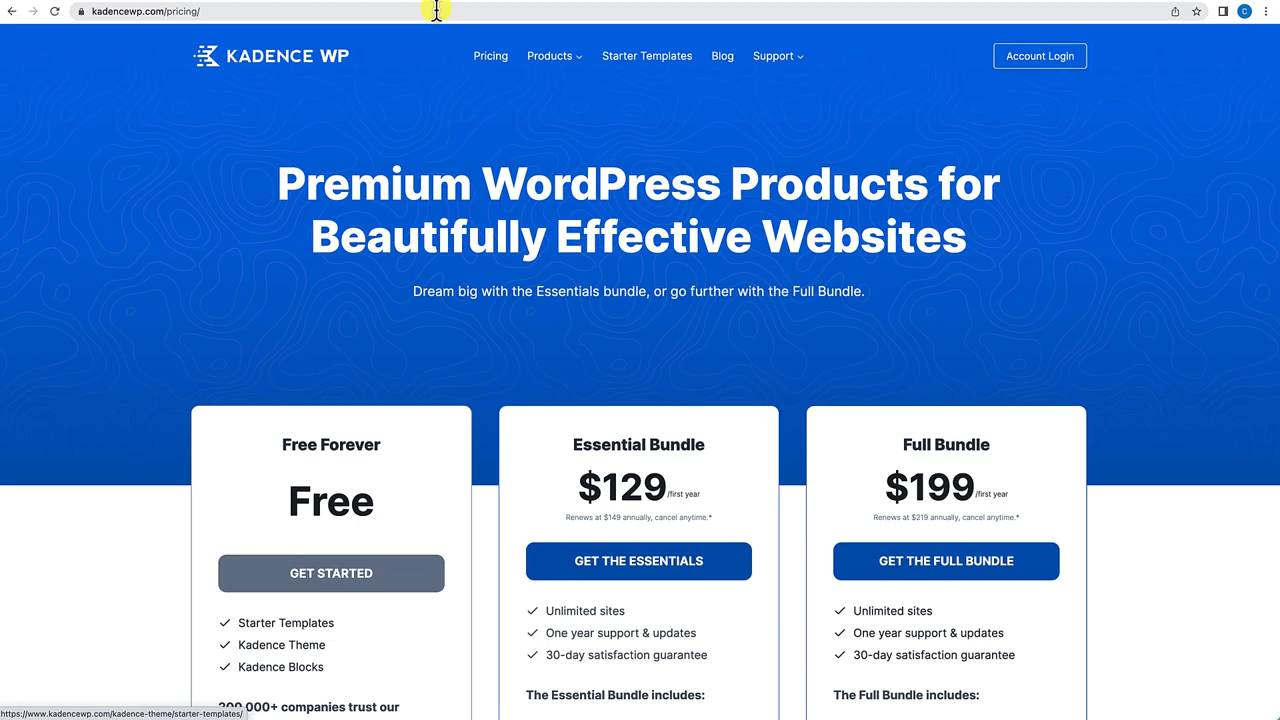 kadencewp.com/pricing/
C
KADENCE WP
Pricing
Products
Starter Templates
Blog
Support
Account Login
Premium WordPress Products for
Beautifully Effective Websites
Dream big with the Essentials bundle, or go further with the Full Bundle.
Free Forever
Free
GET STARTED
Starter Templates
Kadence Theme
Kadence Blocks
200,000+ companies trust our
Essential Bundle
$129/first year
Renews at $149 annually, cancel anytime.*
GET THE ESSENTIALS
Unlimited sites
One year support & updates
30-day satisfaction guarantee
The Essential Bundle includes:
Full Bundle
$199/first year
Renews at $219 annually, cancel anytime.*
GET THE FULL BUNDLE
Unlimited sites
One year support & updates
30-day satisfaction guarantee
The Full Bundle includes:
https://www.kadencewp.com/kadence-theme/starter-templates/